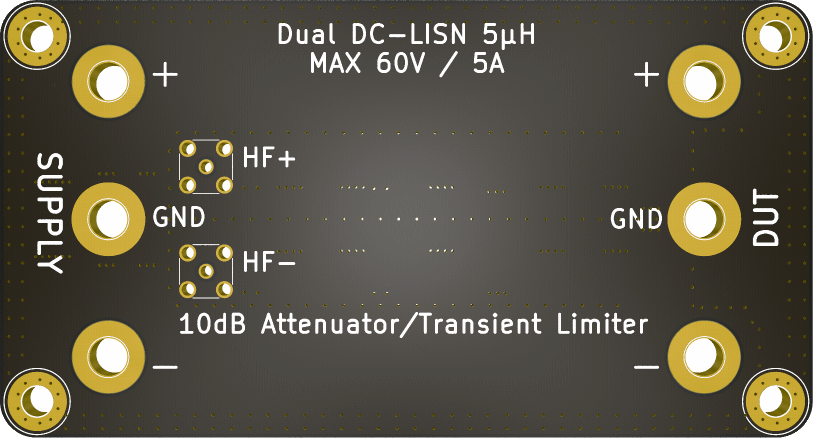 Dual DC-LISN 5µH
MAX 60V / 5A
+
+
HF+
SUPPLY
GND
GND
DUT
HF-
10dB Attenuator/Transient Limiter
-
-